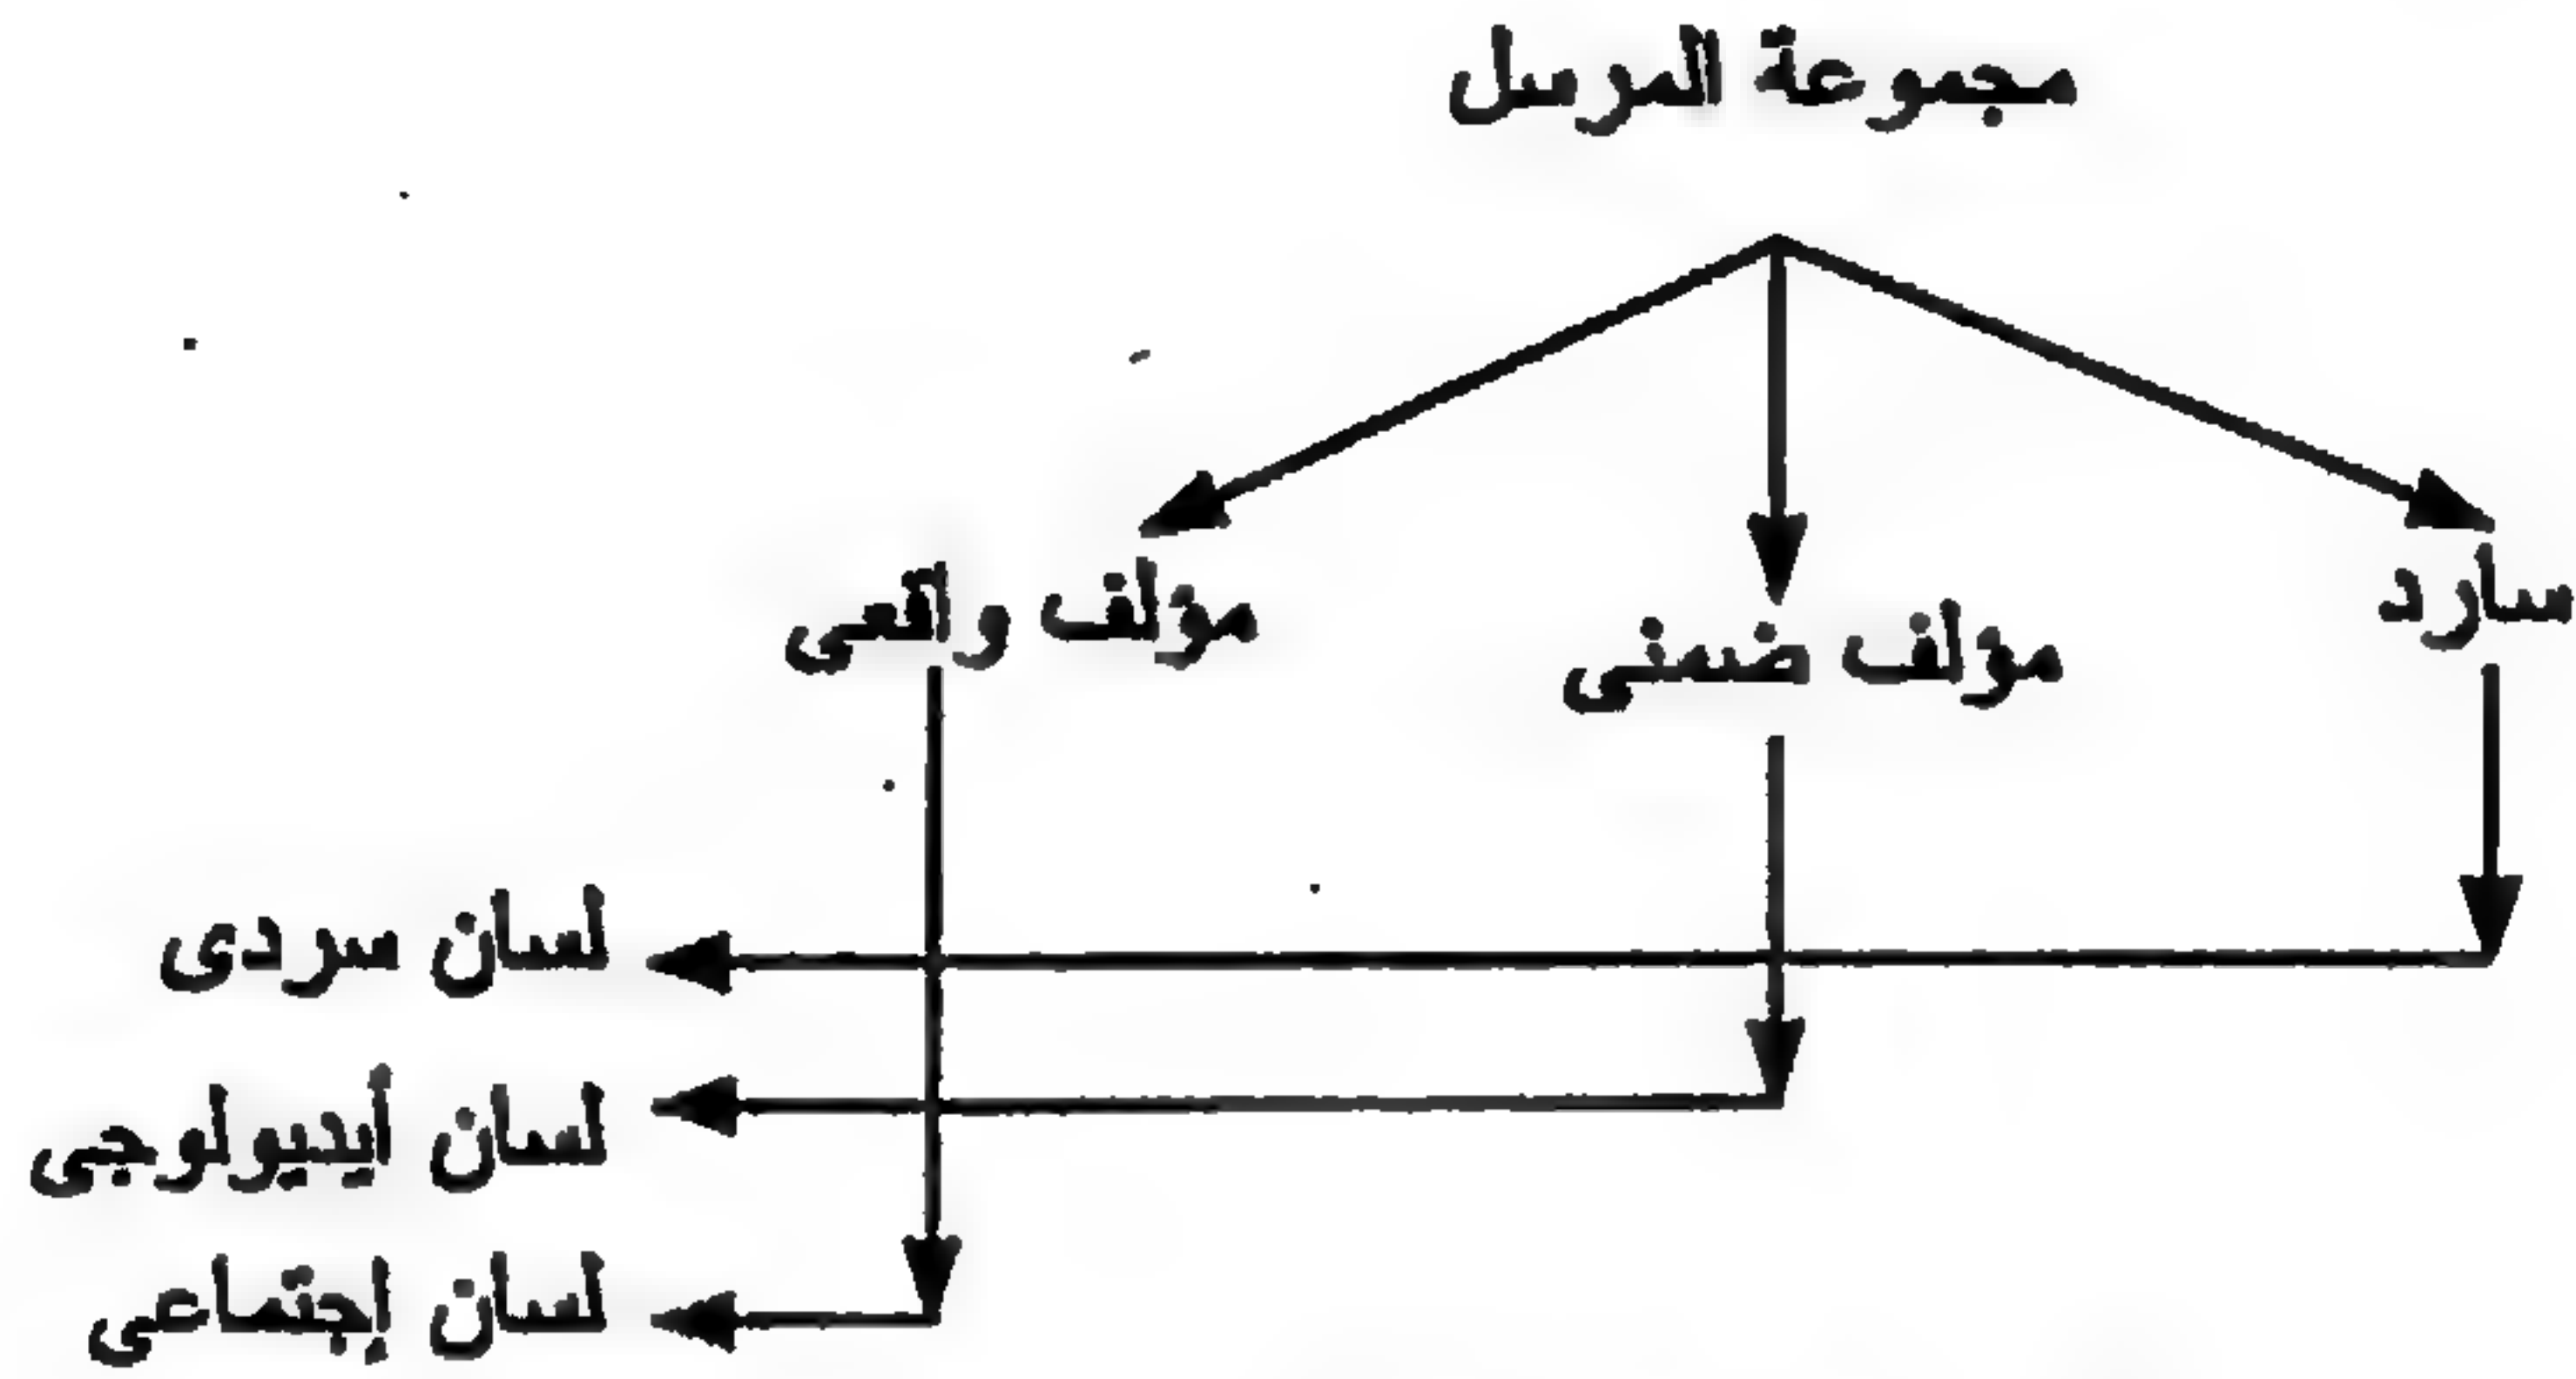 مجموعة المرسل
سارد
مؤلف ضمنى
مؤلف واقعى
لسان سردى
لسان أيديولوجى
لسان إجتماعى